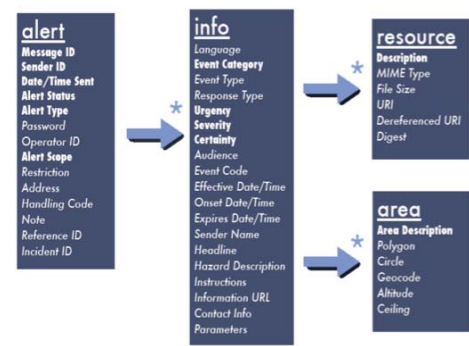 alert
Message ID
Sender ID
Date/Time Sent
Alert Status
Alert Type
Password
Operator ID
Alert Scope
Restriction
Address
Handling Code
Note
Reference ID
Incident ID
*
info
Language
Event Category
Event Type
Response Type
Urgency
Severity
Certainty
Audience
Event Code
Effective Date/Time
Onset Date/Time
Expires Date/Time
Sender Name
Headline
Hazard Description
Instructions
Information URL
Contact Info
Parameters
*
resource
Description
MIME Type
File Size
URI
Dereferenced URI
Digest
*
area
Area Description
Polygon
Circle
Geocode
Altitude
Ceiling